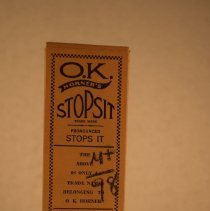 O.K.
HORNER'S
STOPSIT
TRADE MARK
PRONOUNCED
STOPS IT
THE
ABOVE
IS ONLY A
TRADE NAME
BELONGING TO
O K HORNER